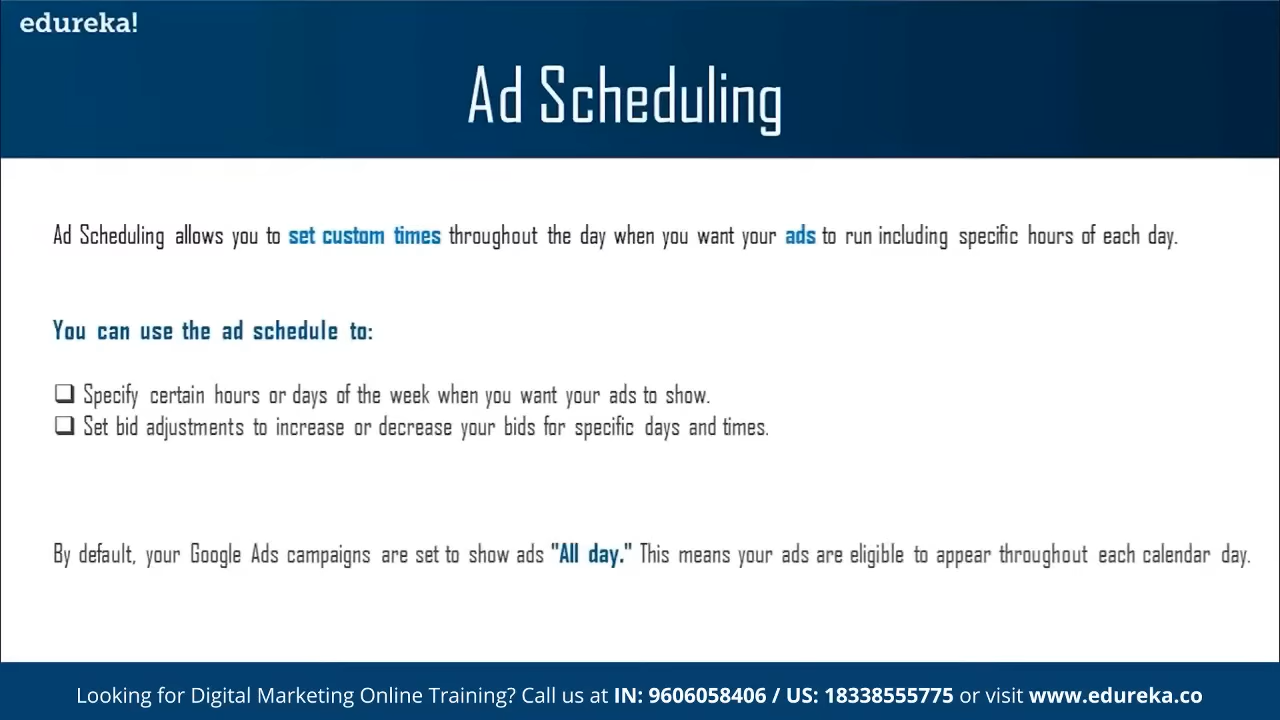 edureka!
Ad Scheduling
Ad Scheduling allows you to set custom times throughout the day when you want your ads to run including specific hours of each day.
You can use the ad schedule to:
❑ Specify certain hours or days of the week when you want your ads to show.
❑ Set bid adjustments to increase or decrease your bids for specific days and times.
By default, your Google Ads campaigns are set to show ads "All day." This means your ads are eligible to appear throughout each calendar day.
Looking for Digital Marketing Online Training? Call us at IN: 9606058406 / US: 18338555775 or visit www.edureka.co